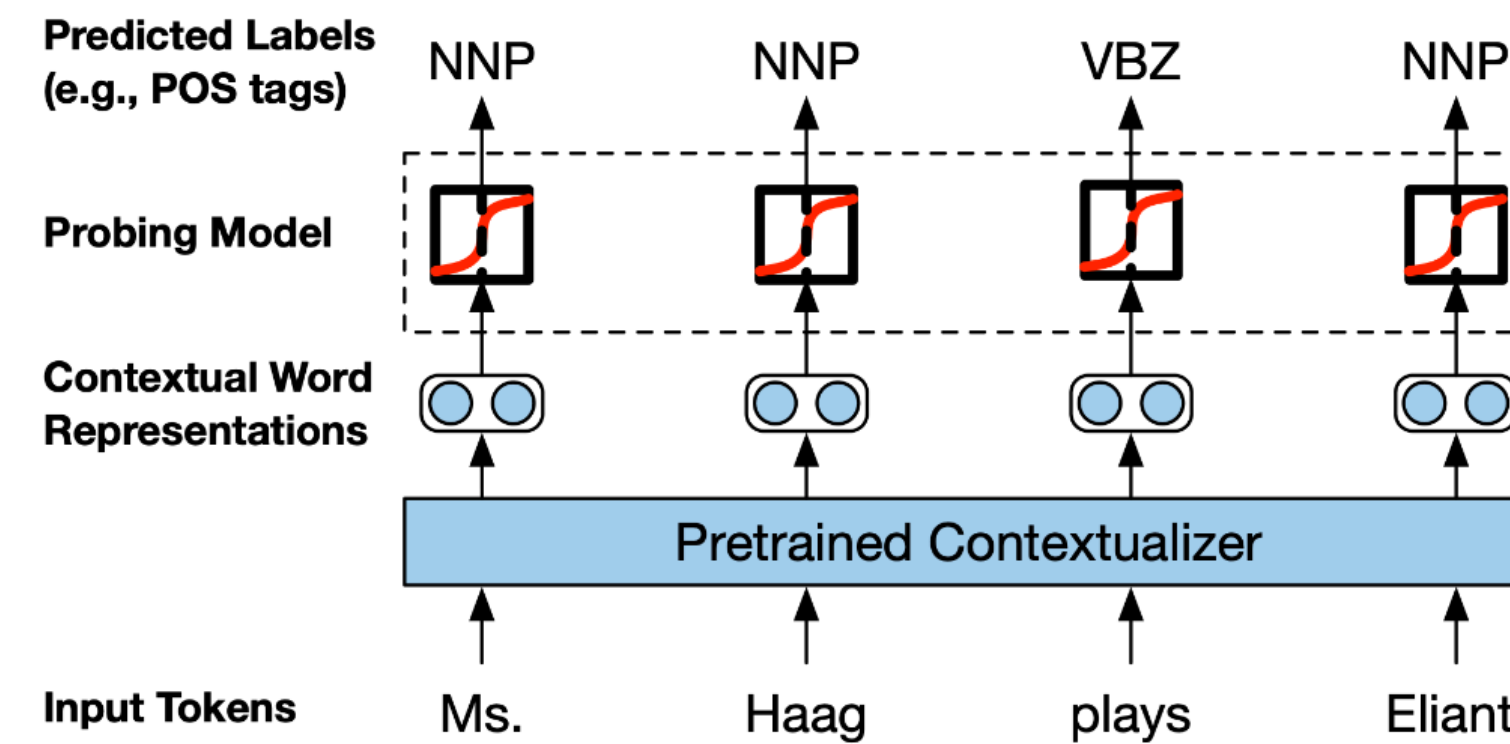 Predicted Labels
(e.g., POS tags)
NNP NNP VBZ NNP
Probing Model
Contextual Word
Representations
Pretrained Contextualizer
Input Tokens Ms. Haag plays Eliant